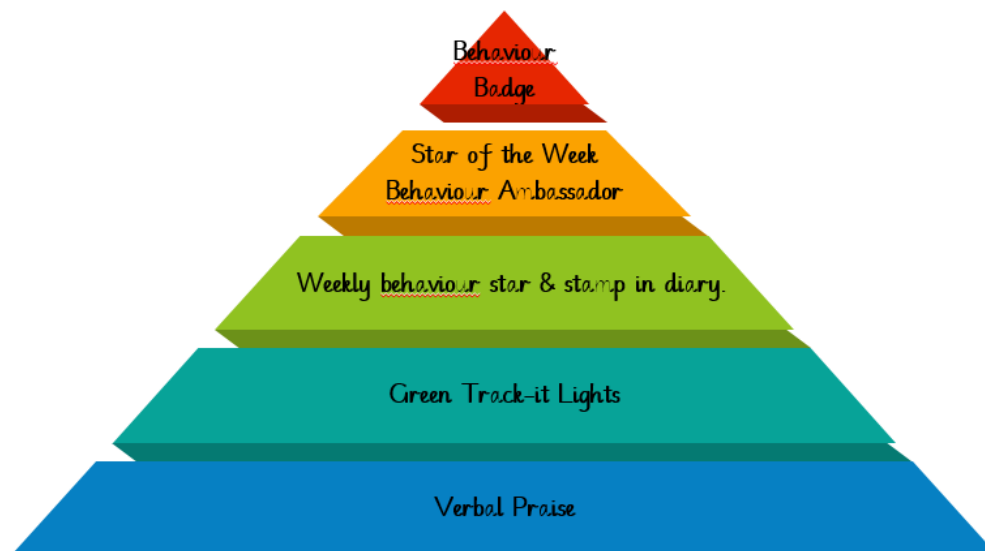 Behaviour
Badge
Star of the Week
Behaviour Ambassador
Weekly behaviour star & stamp in diary.
Green Track-it Lights
Verbal Praise